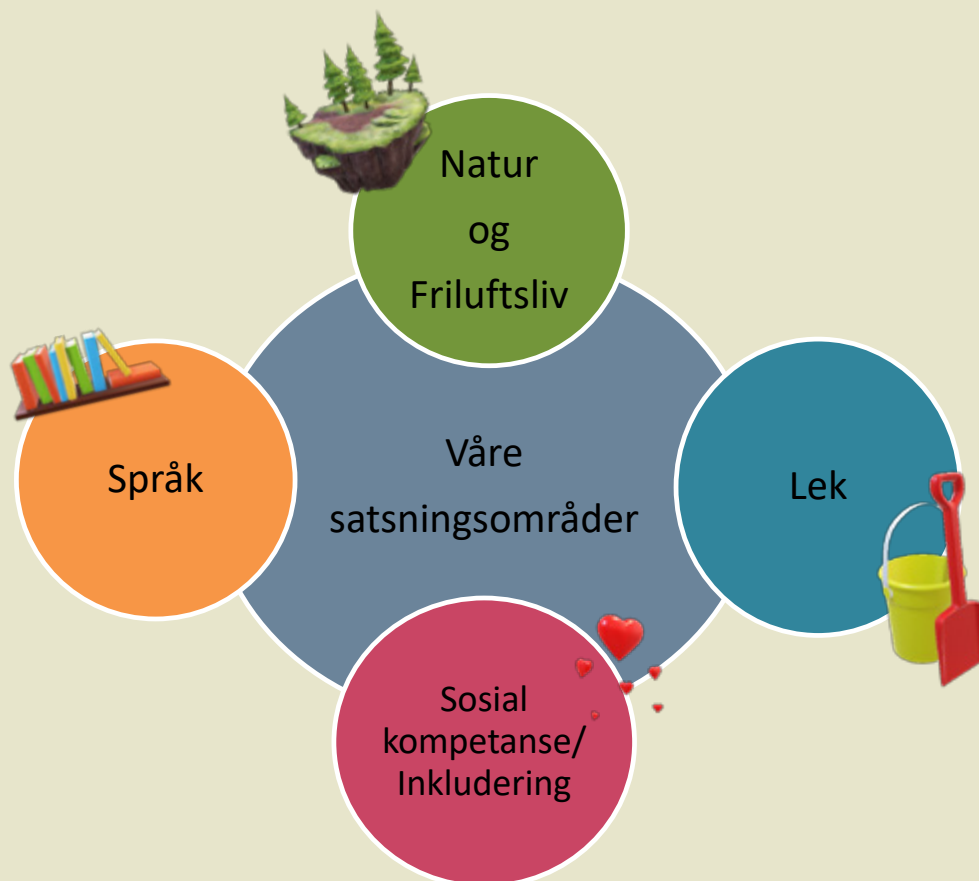 Natur
og
Friluftsliv
Språk
Våre
satsningsområder
Lek
Sosial
kompetanse/
Inkludering